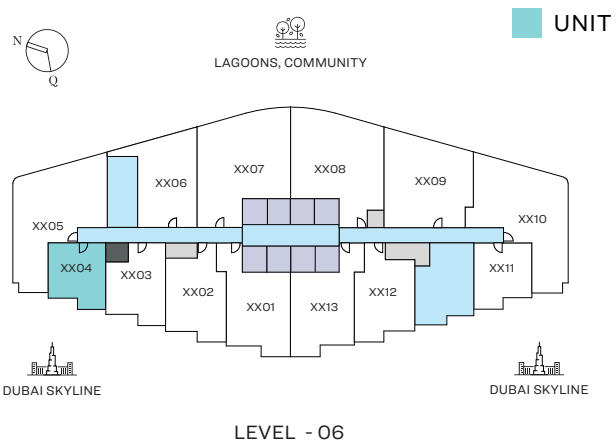 UNIT
N
Q
LAGOONS, COMMUNITY
XX07
XX08
XX06
XX09
XX05
XX10
XX04
XX03
XX11
XX02
XX12
XX01
XX13
DUBAI SKYLINE
DUBAI SKYLINE
LEVEL - 06